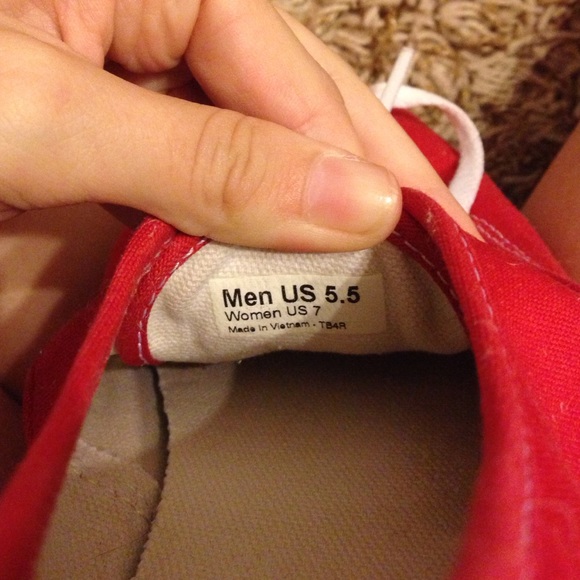 Men US 5.5
Women US 7
Made in Vietnam - TB4R